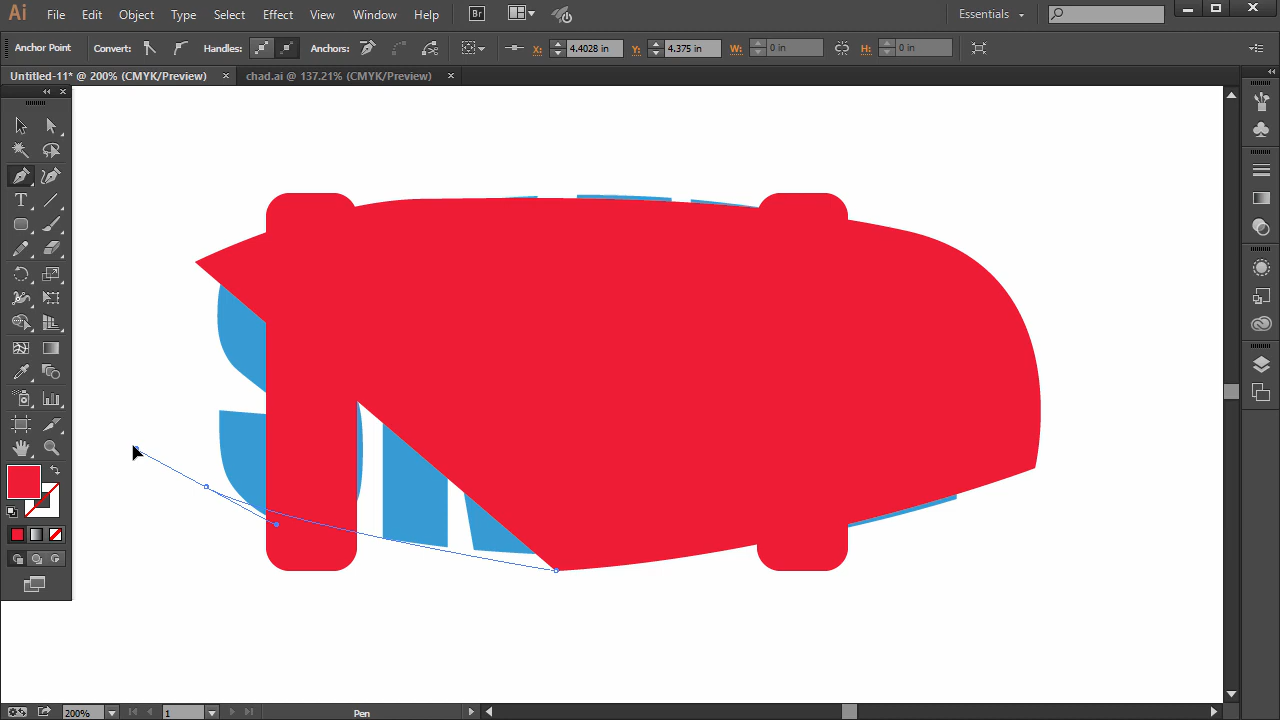 Ai File Edit Object Type Select Effect View Window Help Br Essentials
Anchor Point Convert: Handles: Anchors: X: 4.4028 in Y: 4.375 in W: 0 in H: 0 in
Untitled-11* @ 200% (CMYK/Preview) × chad.ai @ 137.21% (CMYK/Preview) ×
200% 1 Pen